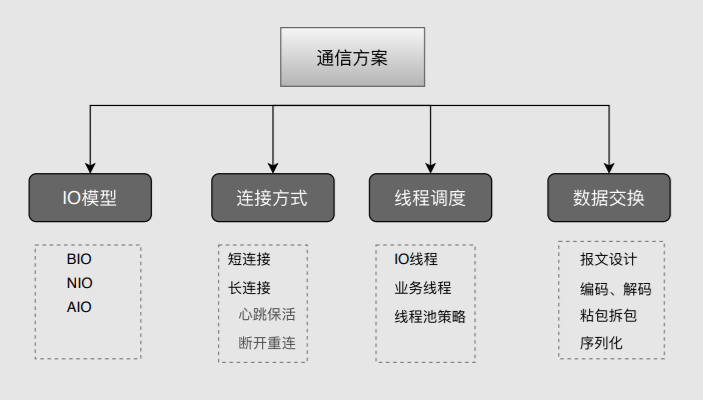 通信方案
IO模型
连接方式
线程调度
数据交换
BIO
NIO
AIO
短连接
长连接
心跳保活
断开重连
IO线程
业务线程
线程池策略
报文设计
编码、解码
粘包拆包
序列化